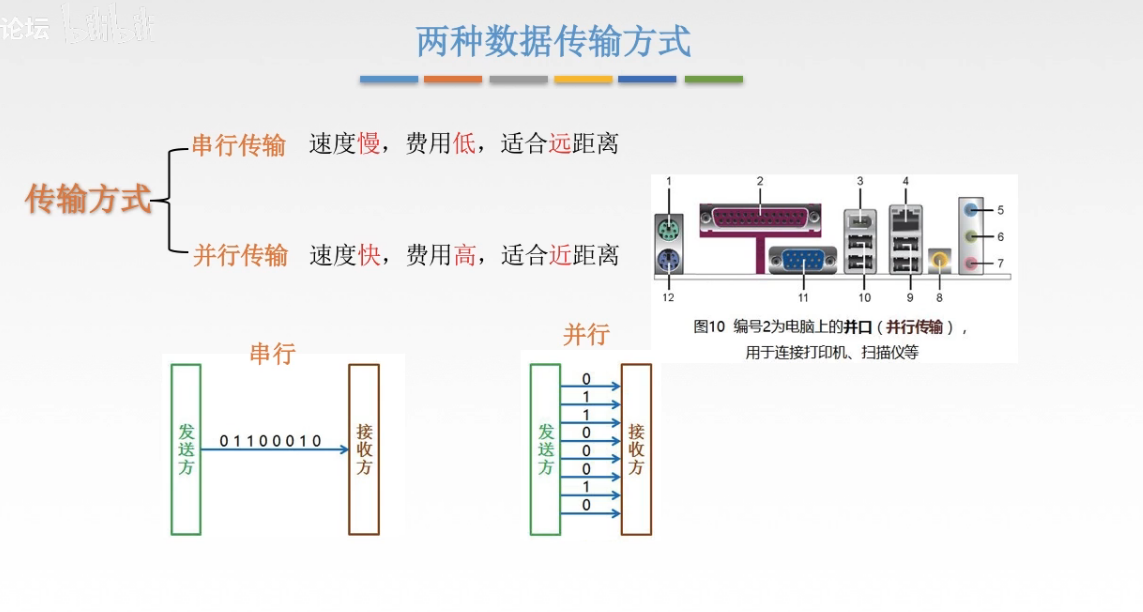 论坛
bilibili
两种数据传输方式
串行传输 速度慢，费用低，适合远距离
传输方式
并行传输 速度快，费用高，适合近距离
1 2 3 4
5
6
7
12 11 10 9 8
图10 编号2为电脑上的并口（并行传输），
用于连接打印机、扫描仪等
串行
发送方
01100010
接收方
并行
发送方
0
1
1
0
0
0
1
0
接收方